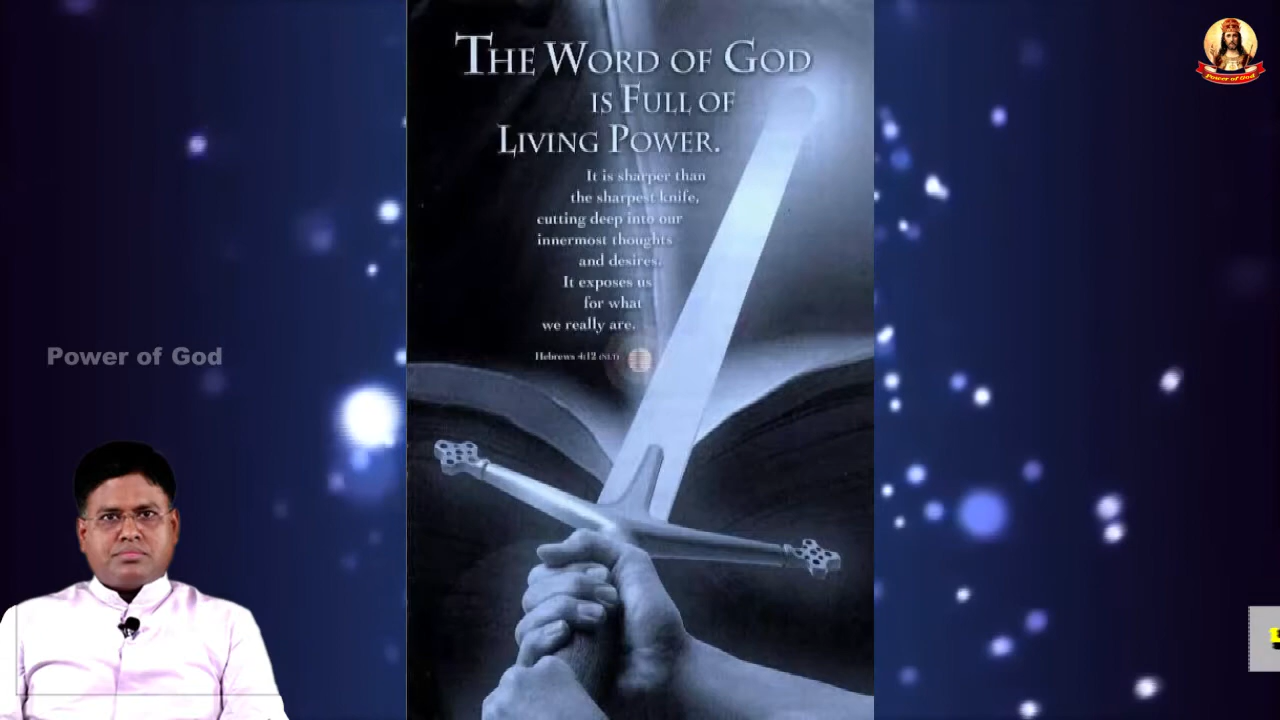 THE WORD OF GOD
IS FULL OF
LIVING POWER.
It is sharper than
the sharpest knife,
cutting deep into our
innermost thoughts
and desires.
It exposes us
for what
we really are.
Hebrews 4:12 (NLT)
Power of God
Power of God